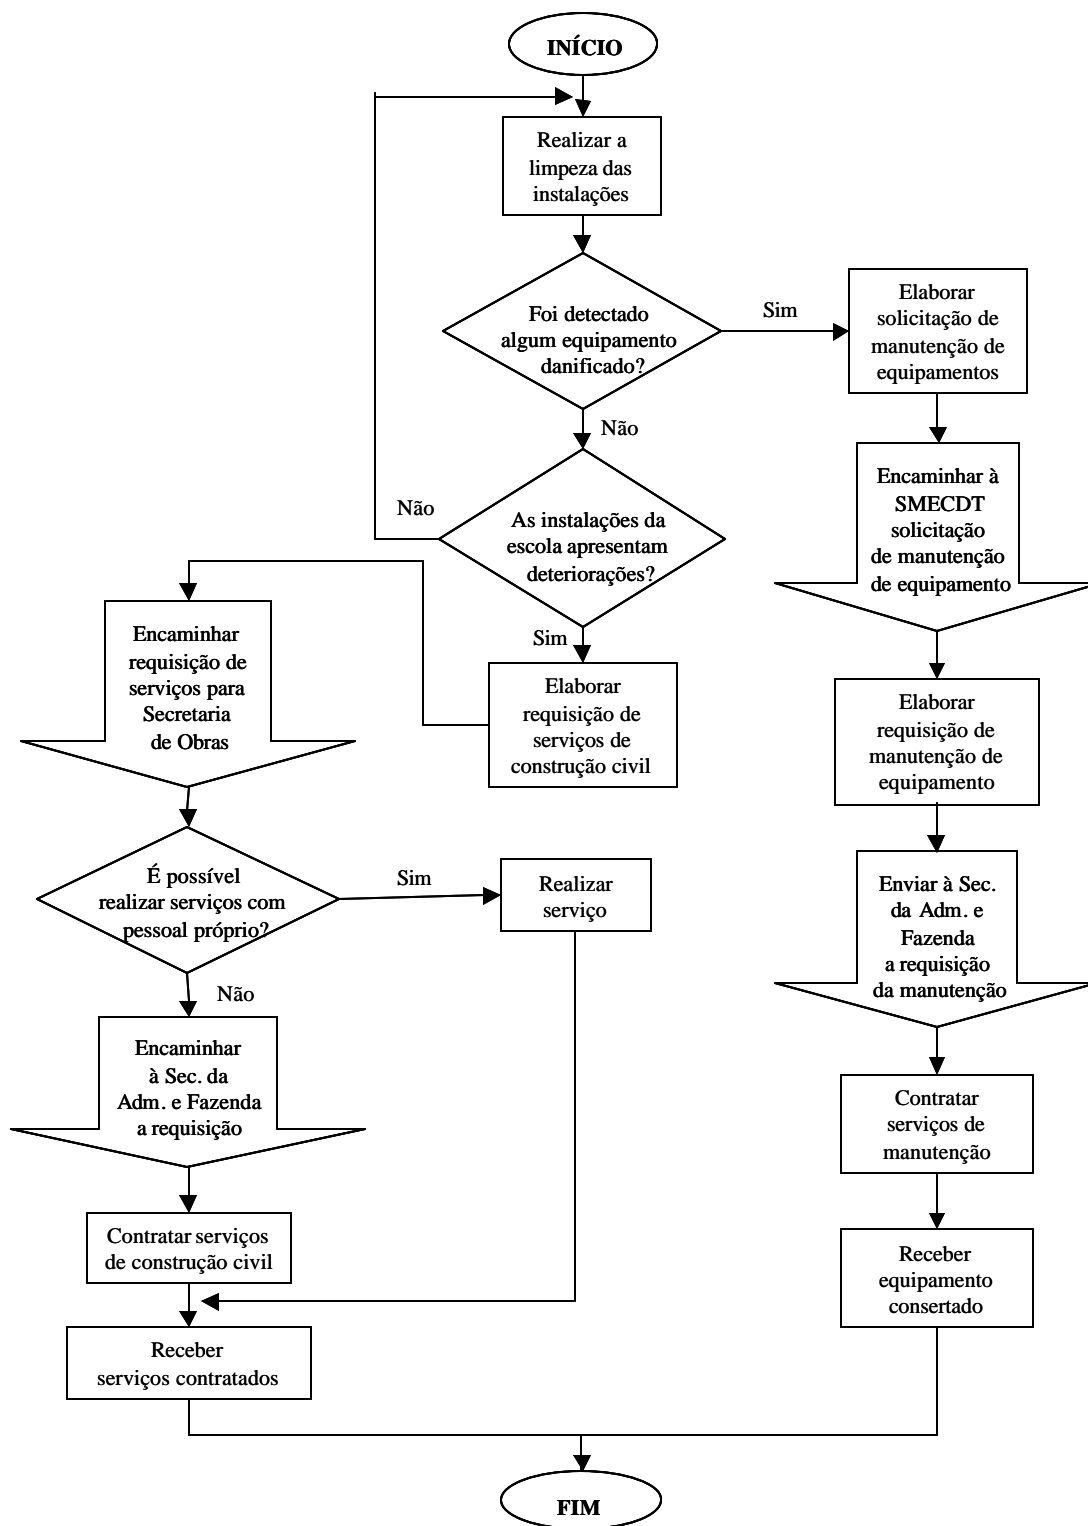 INÍCIO
Realizar a
limpeza das
instalações
Foi detectado
algum equipamento
danificado?
Sim
Elaborar
solicitação de
manutenção de
equipamentos
Não
Encaminhar à
SMECDT
solicitação
de manutenção
de equipamento
Não
As instalações da
escola apresentam
deteriorações?
Sim
Encaminhar
requisição de
serviços para
Secretaria
de Obras
Elaborar
requisição de
serviços de
construção civil
Elaborar
requisição de
manutenção de
equipamento
É possível
realizar serviços com
pessoal próprio?
Sim
Realizar
serviço
Enviar à Sec.
da Adm. e
Fazenda
a requisição
da manutenção
Não
Encaminhar
à Sec. da
Adm. e Fazenda
a requisição
Contratar
serviços de
manutenção
Contratar serviços
de construção civil
Receber
equipamento
consertado
Receber
serviços contratados
FIM